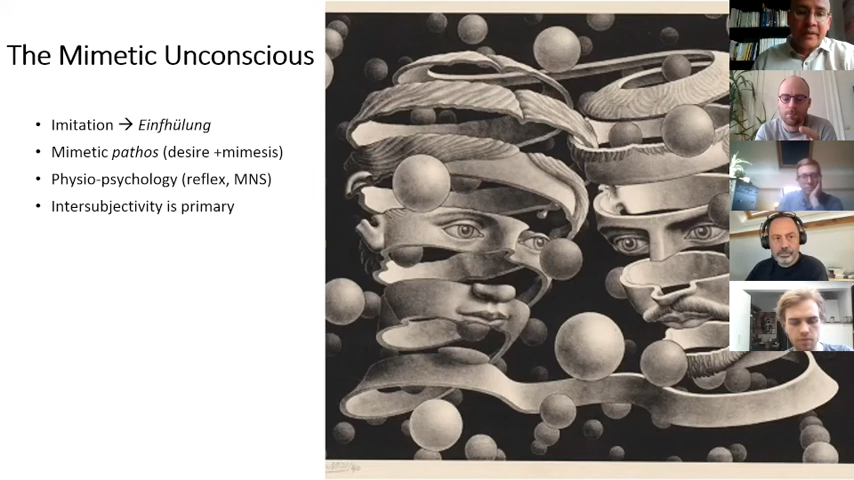 The Mimetic Unconscious
• Imitation → Einfhülung
• Mimetic pathos (desire +mimesis)
• Physio-psychology (reflex, MNS)
• Intersubjectivity is primary